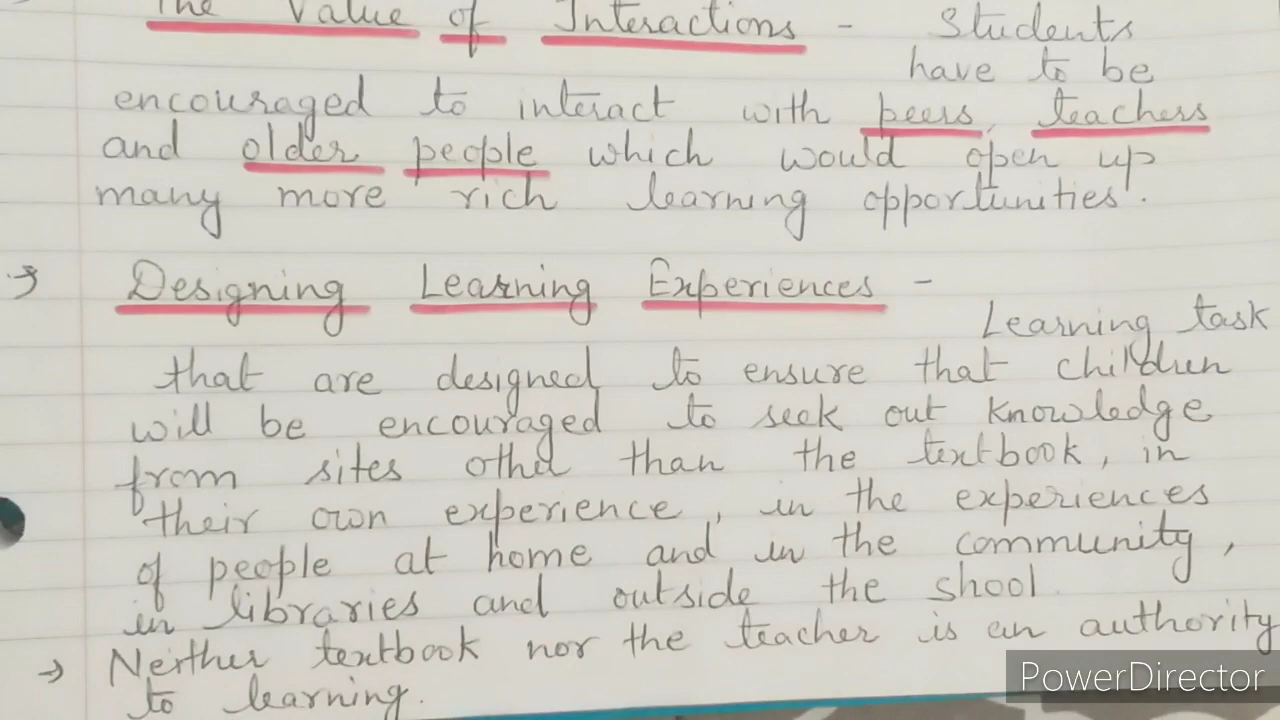 The Value of Interactions - Students
have to be
encouraged to interact with peers, teachers
and older people which would open up
many more rich learning opportunities.
→ Designing Learning Experiences -
Learning task
that are designed to ensure that children
will be encouraged to seek out knowledge
from sites other than the textbook, in
their own experience, in the experiences
of people at home and in the community,
in libraries and outside the shool.
→ Neither textbook nor the teacher is an authority
to learning.
PowerDirector